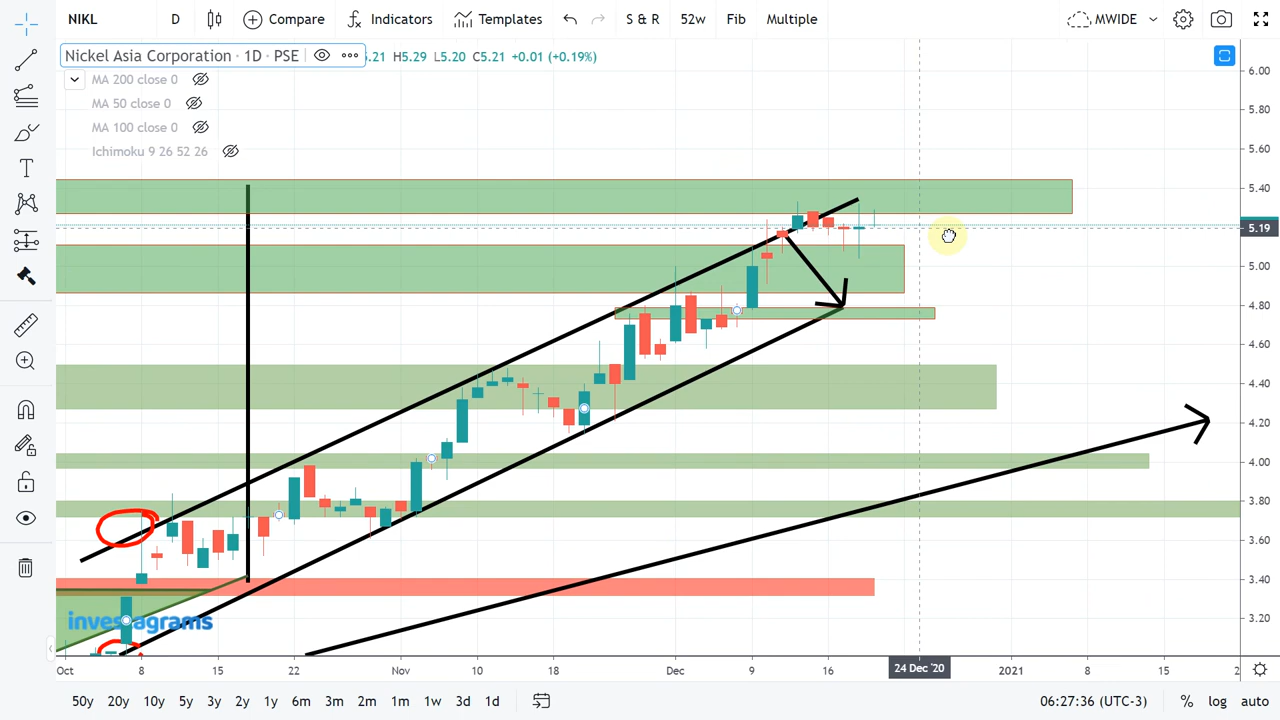 NIKL D Compare Indicators Templates S & R 52w Fib Multiple MWIDE
Nickel Asia Corporation · 1D · PSE 5.21 H5.29 L5.20 C5.21 +0.01 (+0.19%)
MA 200 close 0
MA 50 close 0
MA 100 close 0
Ichimoku 9 26 52 26
6.00
5.80
5.60
5.40
5.19
5.00
4.80
4.60
4.40
4.20
4.00
3.80
3.60
3.40
3.20
investagrams
Oct 8 15 22 Nov 10 18 Dec 9 16 24 Dec '20 2021 8 15 2
50y 20y 10y 5y 3y 2y 1y 6m 3m 2m 1m 1w 3d 1d 06:27:36 (UTC-3) % log auto